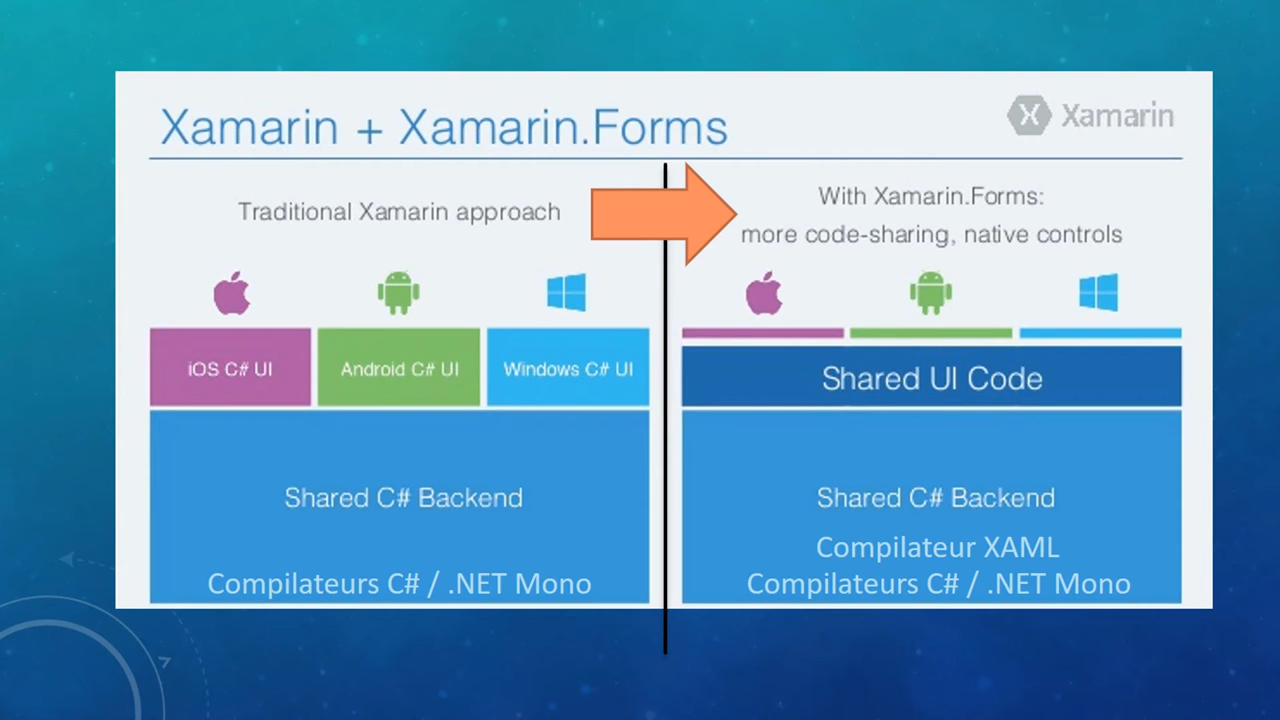 Xamarin + Xamarin.Forms
X Xamarin
Traditional Xamarin approach
iOS C# UI
Android C# UI
Windows C# UI
Shared C# Backend
Compilateurs C# / .NET Mono
With Xamarin.Forms:
more code-sharing, native controls
Shared UI Code
Shared C# Backend
Compilateur XAML
Compilateurs C# / .NET Mono